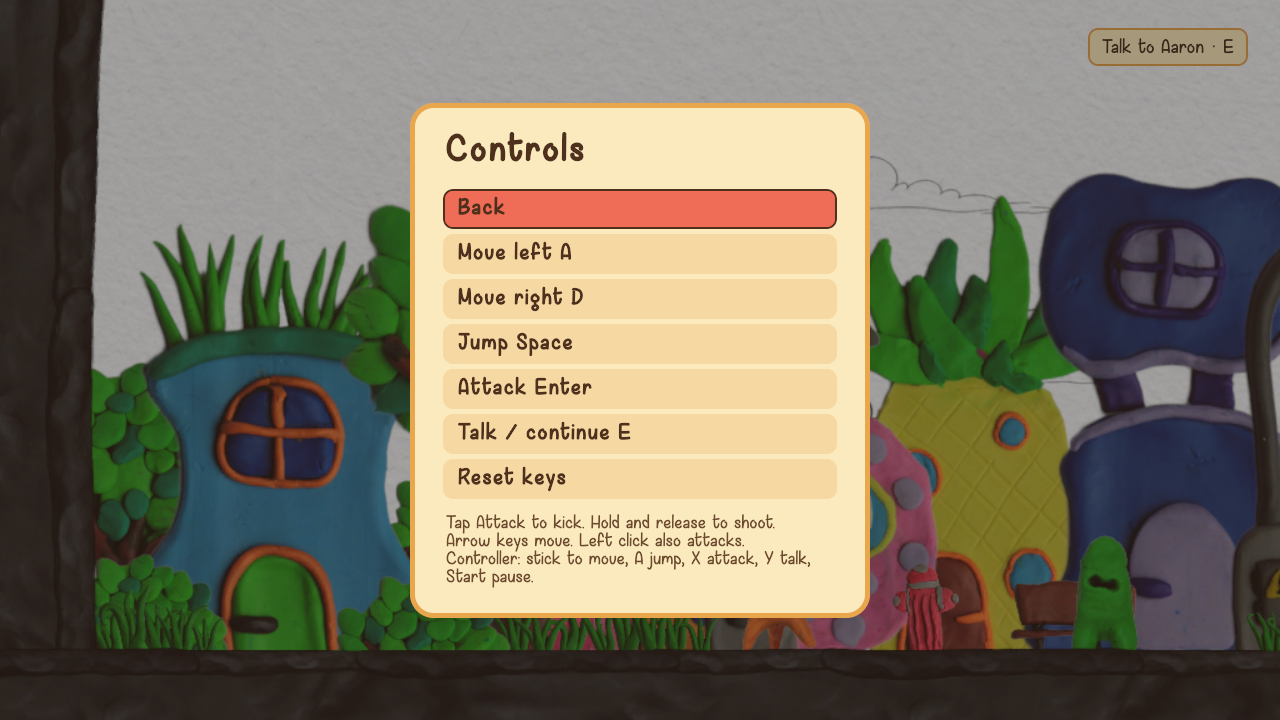 Talk to Aaron · E
Controls
Back
Move left A
Move right D
Jump Space
Attack Enter
Talk / continue E
Reset keys
Tap Attack to kick. Hold and release to shoot.
Arrow keys move. Left click also attacks.
Controller: stick to move, A jump, X attack, Y talk,
Start pause.